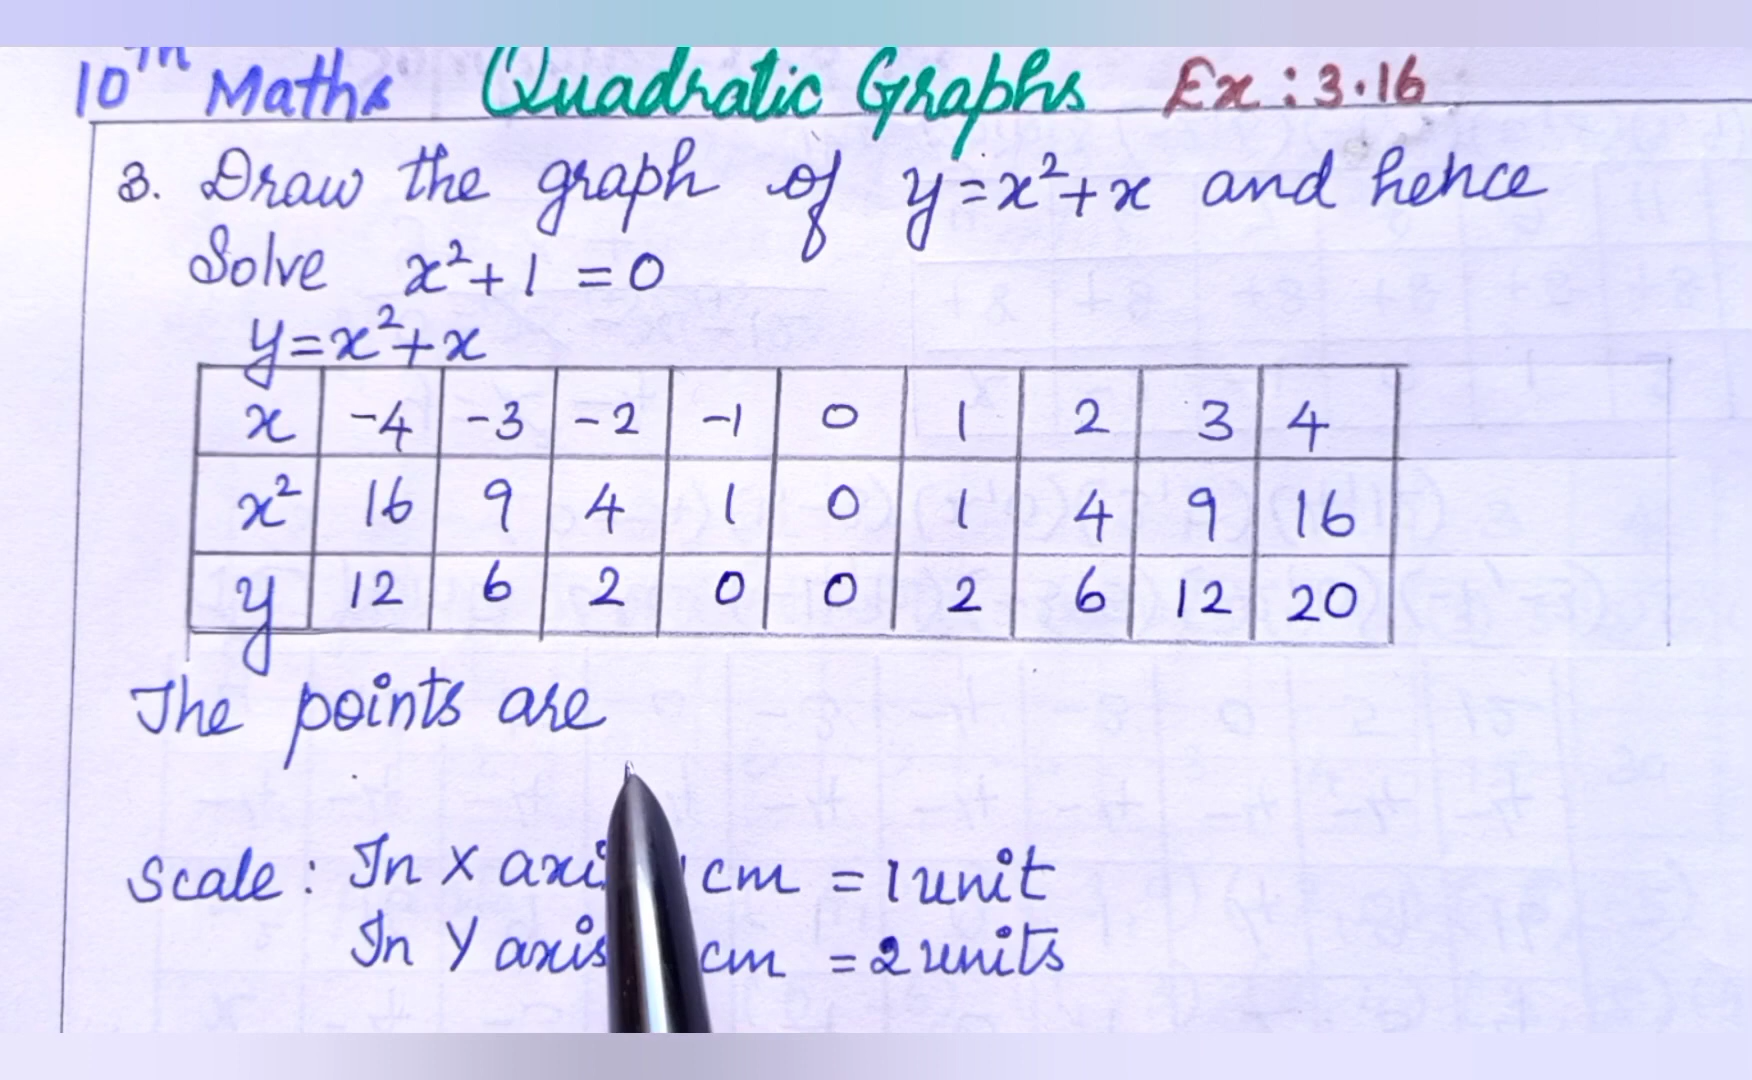 10th Maths Quadratic Graphs Ex: 3.16
3. Draw the graph of y=x²+x and hence
Solve x²+1 =0
y=x²+x
x -4 -3 -2 -1 0 1 2 3 4
x² 16 9 4 1 0 1 4 9 16
y 12 6 2 0 0 2 6 12 20
The points are
Scale: In X axi cm = 1 unit
In Y axis cm = 2 units